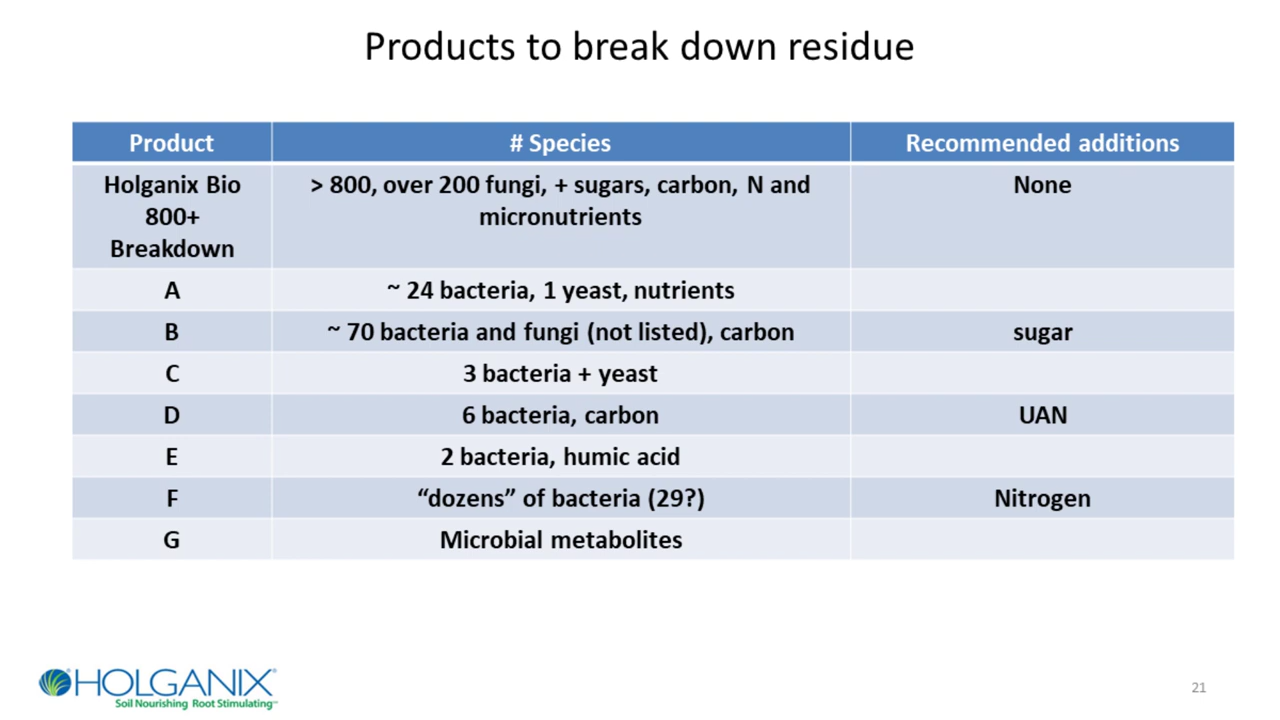 Products to break down residue
Product # Species Recommended additions
Holganix Bio > 800, over 200 fungi, + sugars, carbon, N and None
800+ micronutrients
Breakdown
A ~ 24 bacteria, 1 yeast, nutrients
B ~ 70 bacteria and fungi (not listed), carbon sugar
C 3 bacteria + yeast
D 6 bacteria, carbon UAN
E 2 bacteria, humic acid
F “dozens” of bacteria (29?) Nitrogen
G Microbial metabolites
HOLGANIX®
Soil Nourishing Root Stimulating™
21